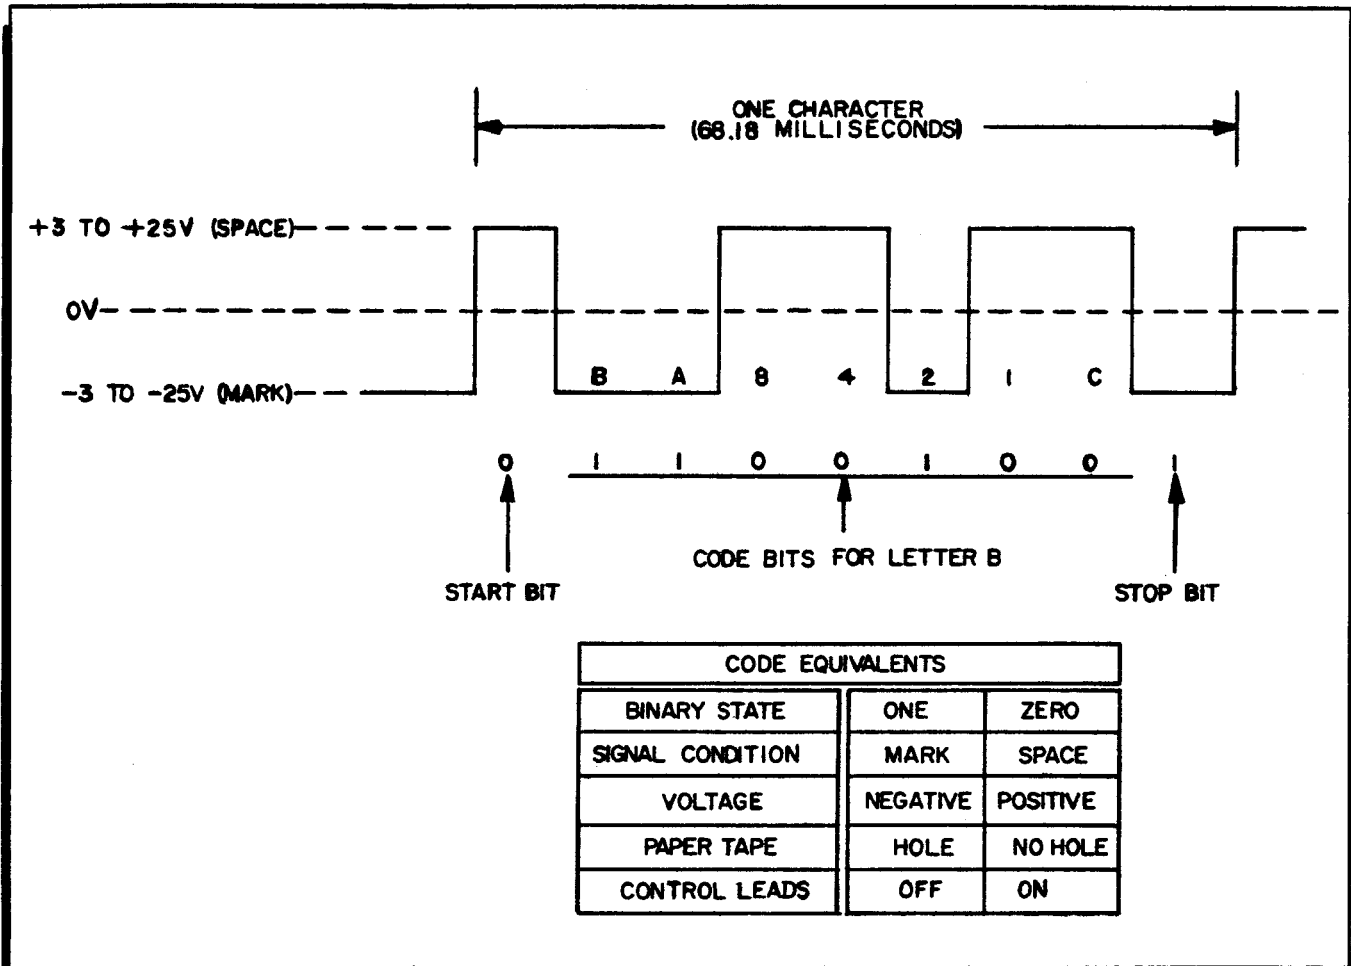 ONE CHARACTER
(68.18 MILLISECONDS)
+3 TO +25V (SPACE)
0V
-3 TO -25V (MARK)
B A 8 4 2 1 C
0 1 1 0 0 1 0 0 1
CODE BITS FOR LETTER B
START BIT
STOP BIT
CODE EQUIVALENTS
BINARY STATE ONE ZERO
SIGNAL CONDITION MARK SPACE
VOLTAGE NEGATIVE POSITIVE
PAPER TAPE HOLE NO HOLE
CONTROL LEADS OFF ON